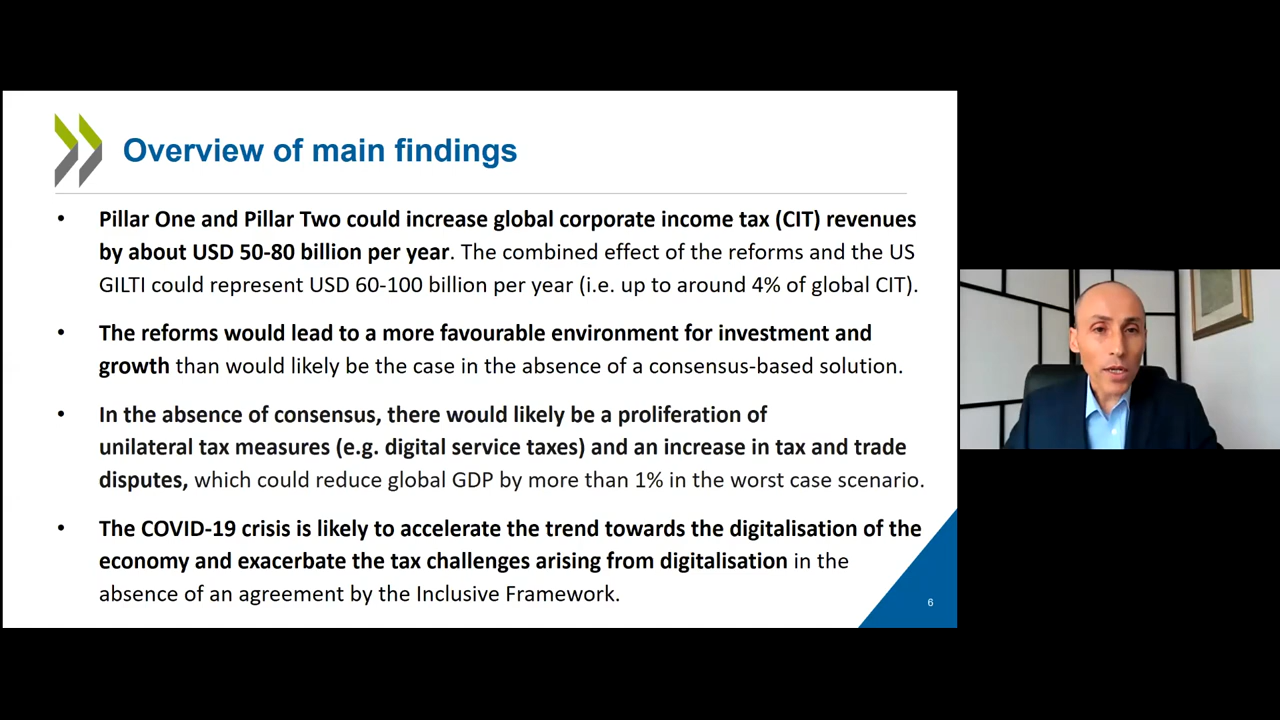 Overview of main findings
• Pillar One and Pillar Two could increase global corporate income tax (CIT) revenues
by about USD 50-80 billion per year. The combined effect of the reforms and the US
GILTI could represent USD 60-100 billion per year (i.e. up to around 4% of global CIT).
• The reforms would lead to a more favourable environment for investment and
growth than would likely be the case in the absence of a consensus-based solution.
• In the absence of consensus, there would likely be a proliferation of
unilateral tax measures (e.g. digital service taxes) and an increase in tax and trade
disputes, which could reduce global GDP by more than 1% in the worst case scenario.
• The COVID-19 crisis is likely to accelerate the trend towards the digitalisation of the
economy and exacerbate the tax challenges arising from digitalisation in the
absence of an agreement by the Inclusive Framework.
6